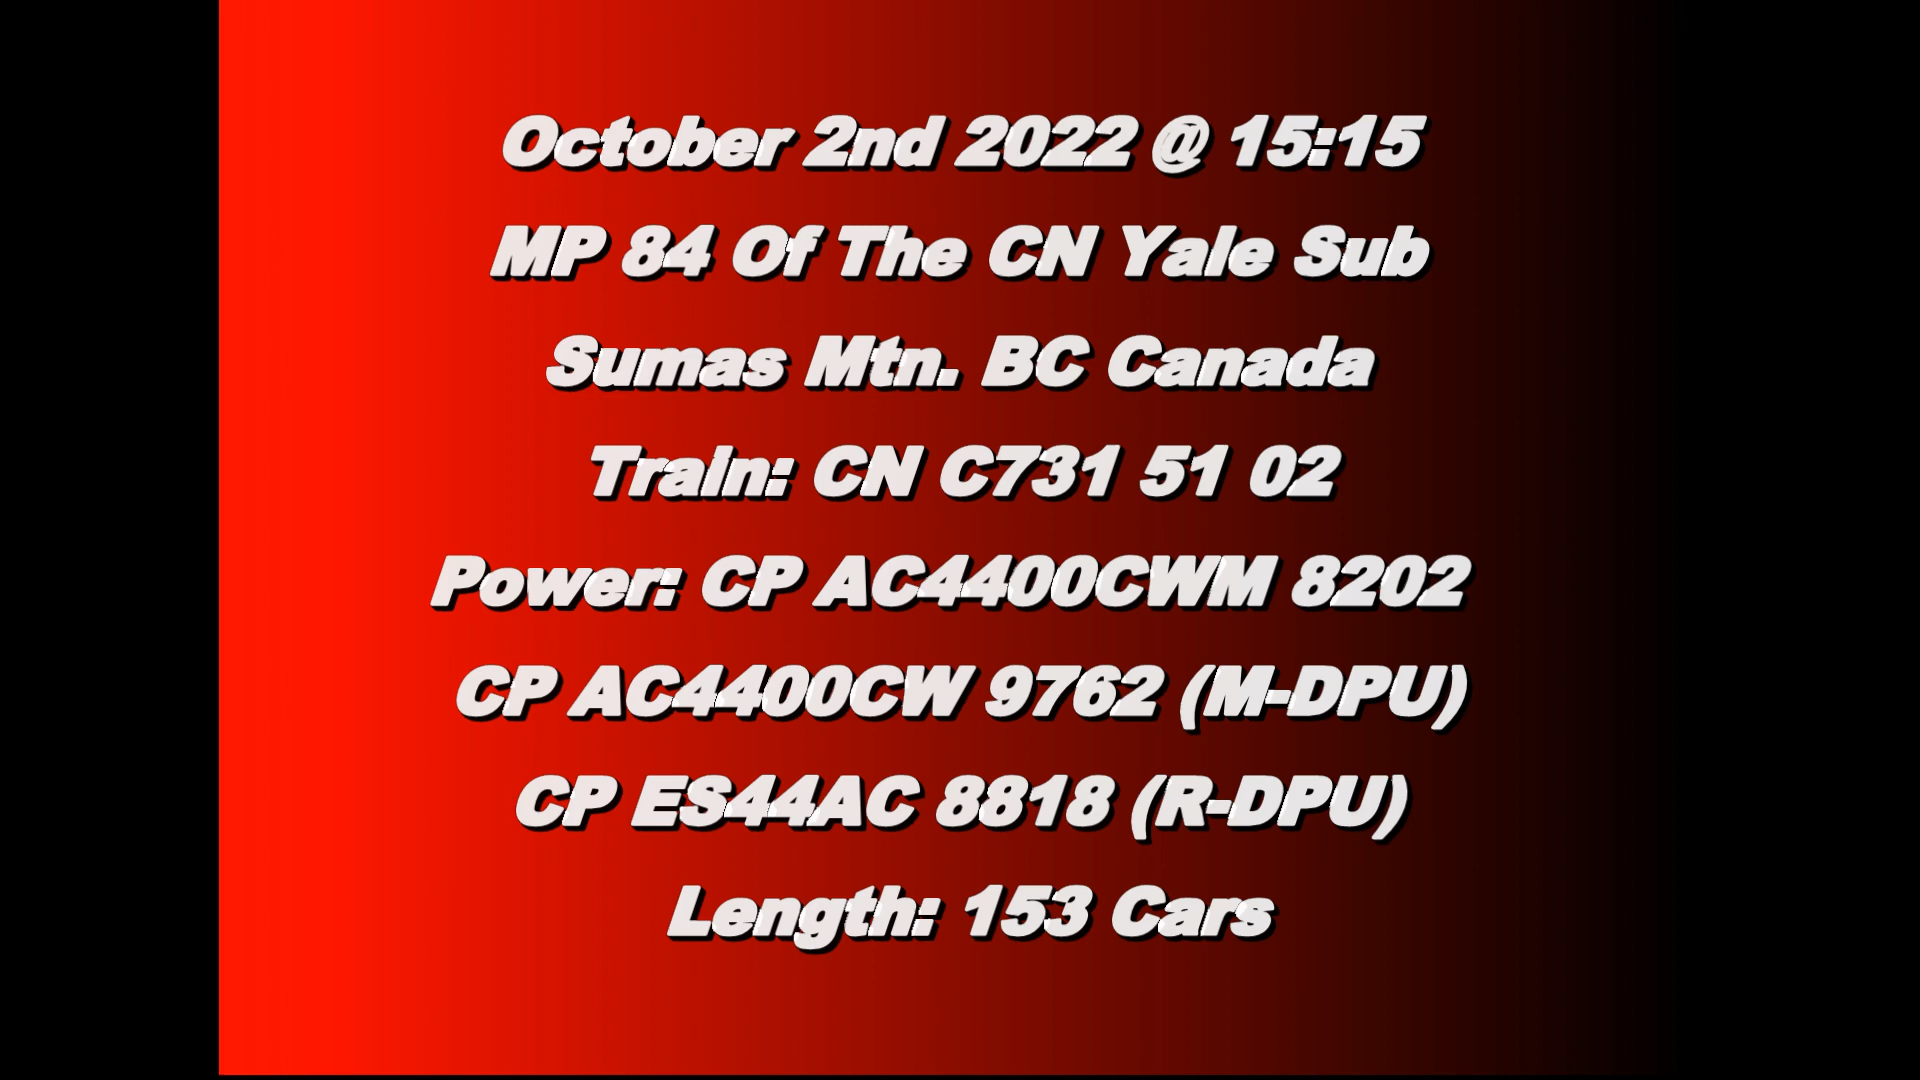 October 2nd 2022 @ 15:15
MP 84 Of The CN Yale Sub
Sumas Mtn. BC Canada
Train: CN C731 51 02
Power: CP AC4400CWM 8202
CP AC4400CW 9762 (M-DPU)
CP ES44AC 8818 (R-DPU)
Length: 153 Cars